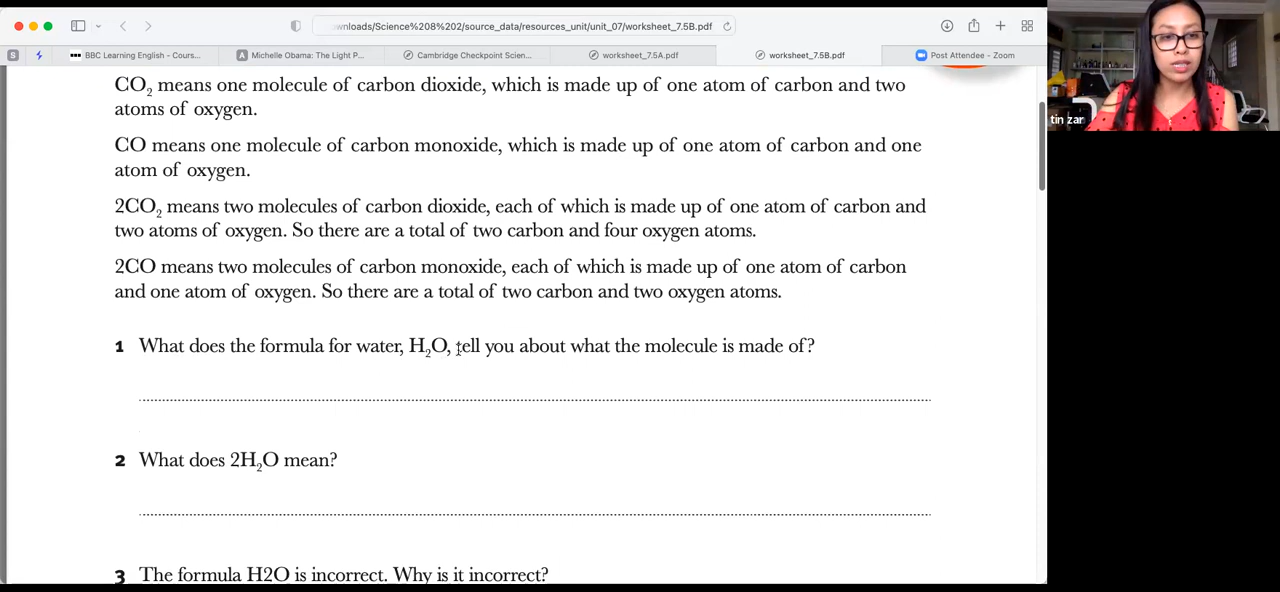 wnloads/Science%208%202/source_data/resources_unit/unit_07/worksheet_7.5B.pdf
S
BBC Learning English - Cours...
A Michelle Obama: The Light P...
Cambridge Checkpoint Scien...
worksheet_7.5A.pdf
worksheet_7.5B.pdf
Post Attendee - Zoom
tin zar
CO₂ means one molecule of carbon dioxide, which is made up of one atom of carbon and two
atoms of oxygen.
CO means one molecule of carbon monoxide, which is made up of one atom of carbon and one
atom of oxygen.
2CO₂ means two molecules of carbon dioxide, each of which is made up of one atom of carbon and
two atoms of oxygen. So there are a total of two carbon and four oxygen atoms.
2CO means two molecules of carbon monoxide, each of which is made up of one atom of carbon
and one atom of oxygen. So there are a total of two carbon and two oxygen atoms.
1 What does the formula for water, H₂O, tell you about what the molecule is made of?
2 What does 2H₂O mean?
3 The formula H2O is incorrect. Why is it incorrect?